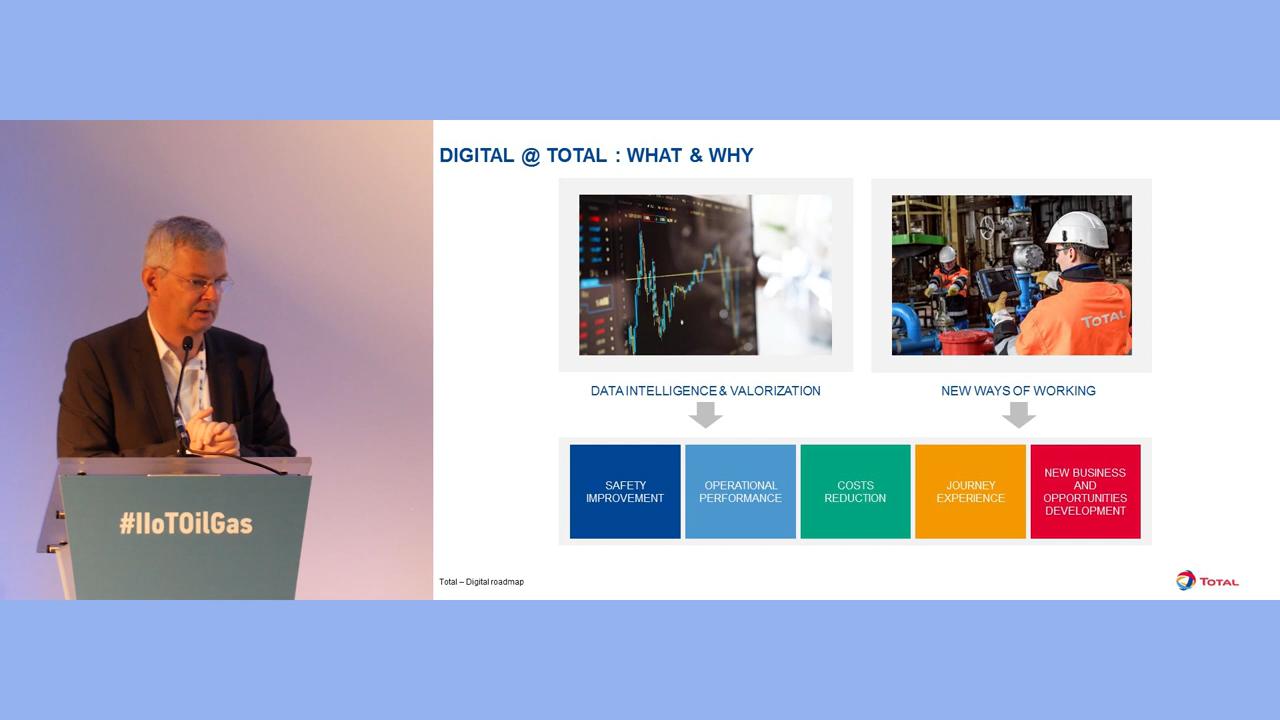 DIGITAL @ TOTAL : WHAT & WHY
TOTAL
DATA INTELLIGENCE & VALORIZATION
NEW WAYS OF WORKING
SAFETY
IMPROVEMENT
OPERATIONAL
PERFORMANCE
COSTS
REDUCTION
JOURNEY
EXPERIENCE
NEW BUSINESS
AND
OPPORTUNITIES
DEVELOPMENT
#IIoTOilGas
Total – Digital roadmap
TOTAL